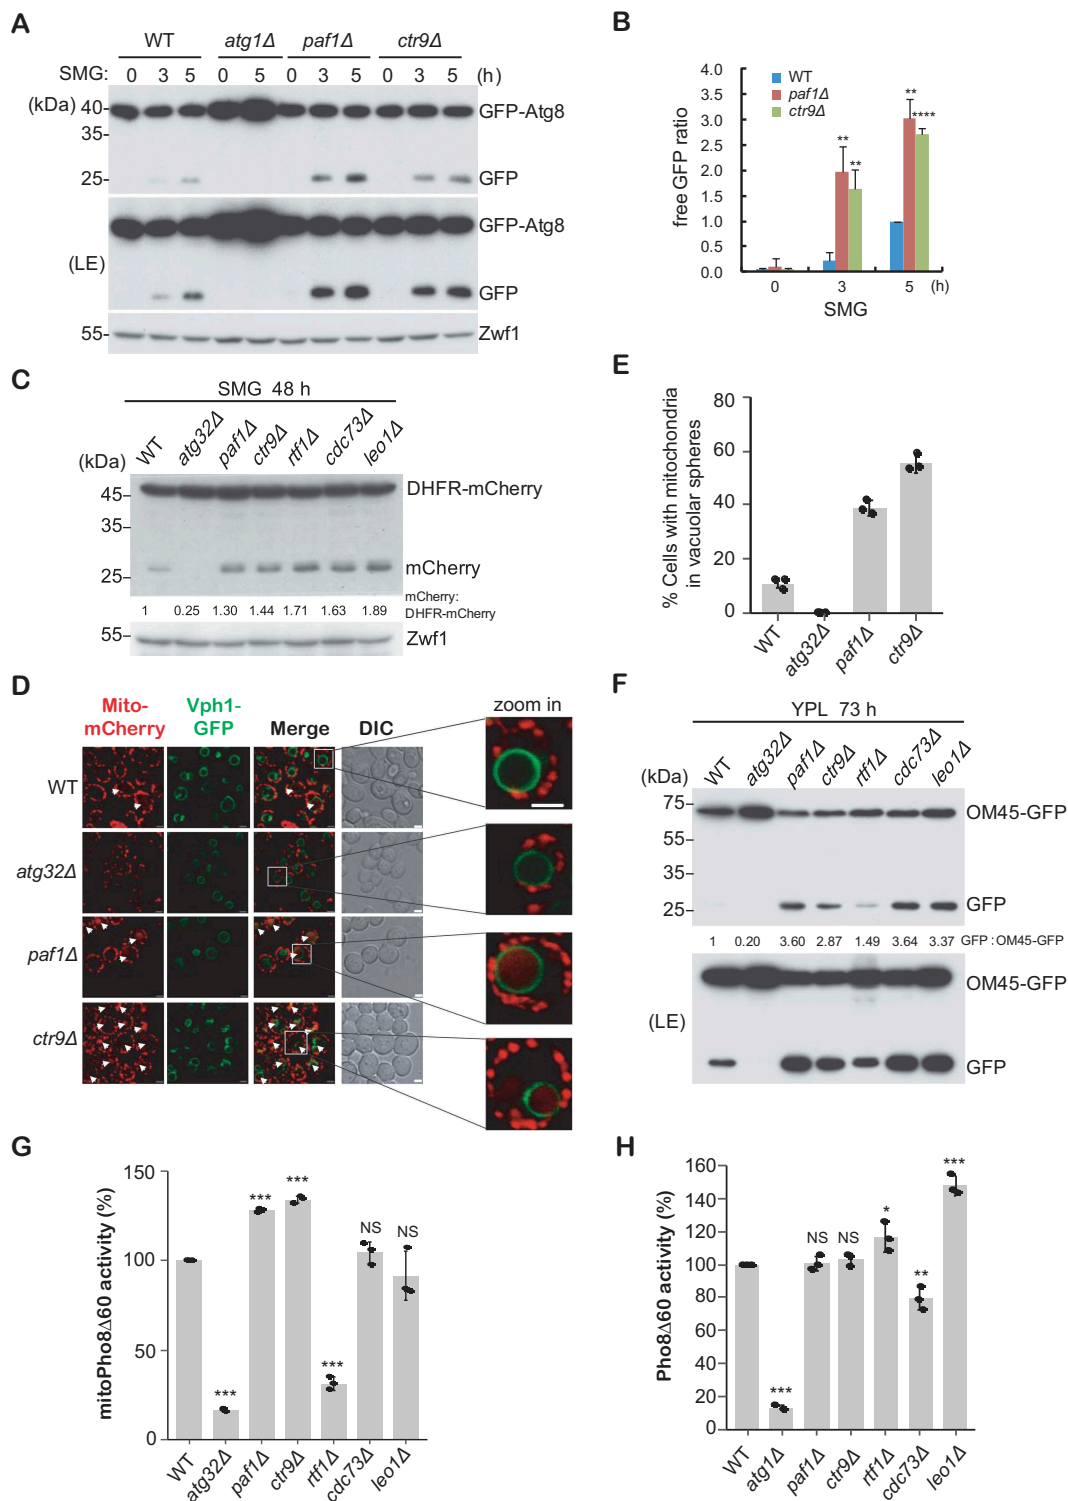 A
WT atg1Δ paf1Δ ctr9Δ
SMG: 0 3 5 0 5 0 3 5 0 3 5 (h)
(kDa) 40 GFP-Atg8
35
25 GFP
GFP-Atg8
(LE)
GFP
55 Zwf1
B
WT
paf1Δ
ctr9Δ
free GFP ratio
4.0
3.5
3.0
2.5
2.0
1.5
1.0
0.5
0.0
** ** ** ****
0 3 5 (h)
SMG
C
SMG 48 h
WT atg32Δ paf1Δ ctr9Δ rtf1Δ cdc73Δ leo1Δ
(kDa)
45 DHFR-mCherry
35
25 mCherry
mCherry:
1 0.25 1.30 1.44 1.71 1.63 1.89 DHFR-mCherry
55 Zwf1
D
Mito-mCherry Vph1-GFP Merge DIC zoom in
WT
atg32Δ
paf1Δ
ctr9Δ
E
% Cells with mitochondria
in vacuolar spheres
80
60
40
20
0
WT atg32Δ paf1Δ ctr9Δ
F
YPL 73 h
WT atg32Δ paf1Δ ctr9Δ rtf1Δ cdc73Δ leo1Δ
(kDa)
75 OM45-GFP
55
35
25 GFP
1 0.20 3.60 2.87 1.49 3.64 3.37 GFP : OM45-GFP
OM45-GFP
(LE)
GFP
G
mitoPho8Δ60 activity (%)
150
100
50
0
*** *** *** *** NS NS
WT atg32Δ paf1Δ ctr9Δ rtf1Δ cdc73Δ leo1Δ
H
Pho8Δ60 activity (%)
160
140
120
100
80
60
40
20
0
*** NS NS * ** ***
WT atg1Δ paf1Δ ctr9Δ rtf1Δ cdc73Δ leo1Δ